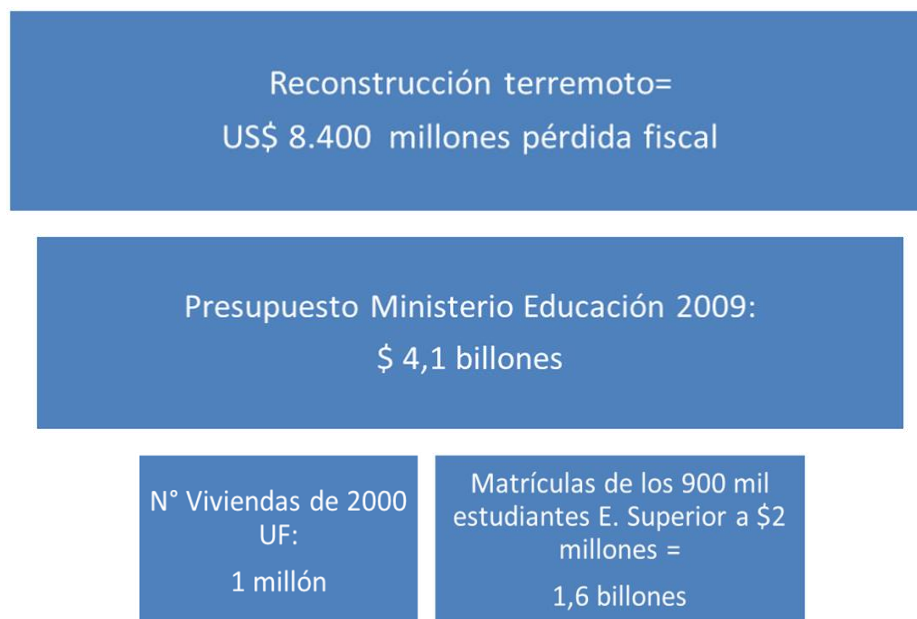 Reconstrucción terremoto=
US$ 8.400 millones pérdida fiscal
Presupuesto Ministerio Educación 2009:
$ 4,1 billones
N° Viviendas de 2000
UF:
1 millón
Matrículas de los 900 mil
estudiantes E. Superior a $2
millones =
1,6 billones